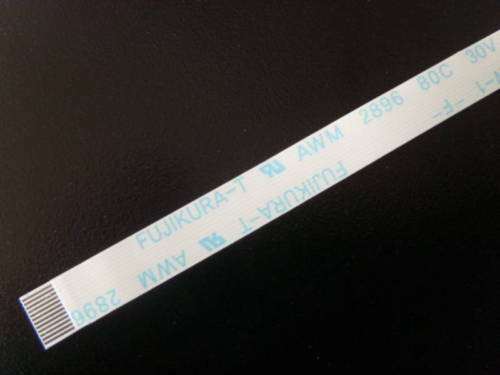 FUJIKURA-T AWM 2896 80C 30V
FUJIKURA-T AWM 2896